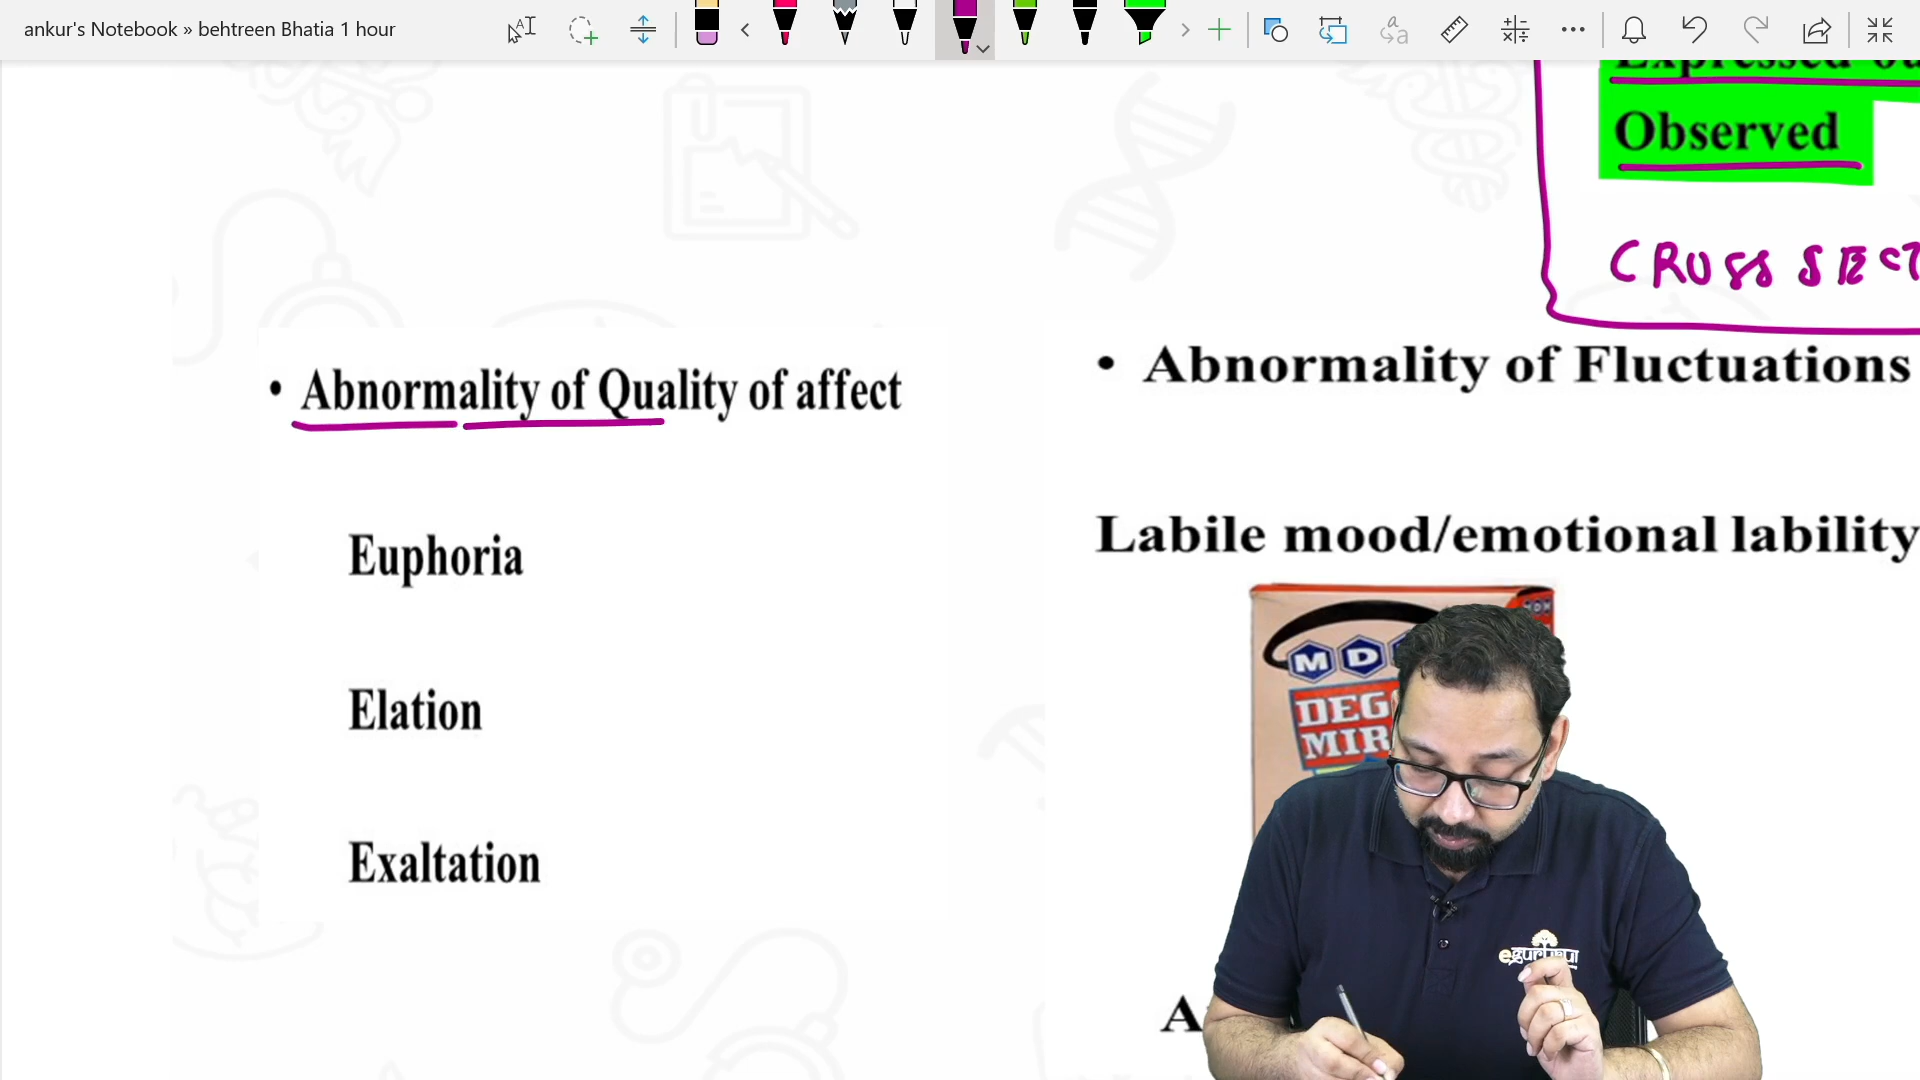 ankur's Notebook » behtreen Bhatia 1 hour
Observed
CROSS SECT
• Abnormality of Quality of affect
• Abnormality of Fluctuations
Euphoria
Labile mood/emotional lability
Elation
Exaltation
MD
DEG
MIR
egurukul
A